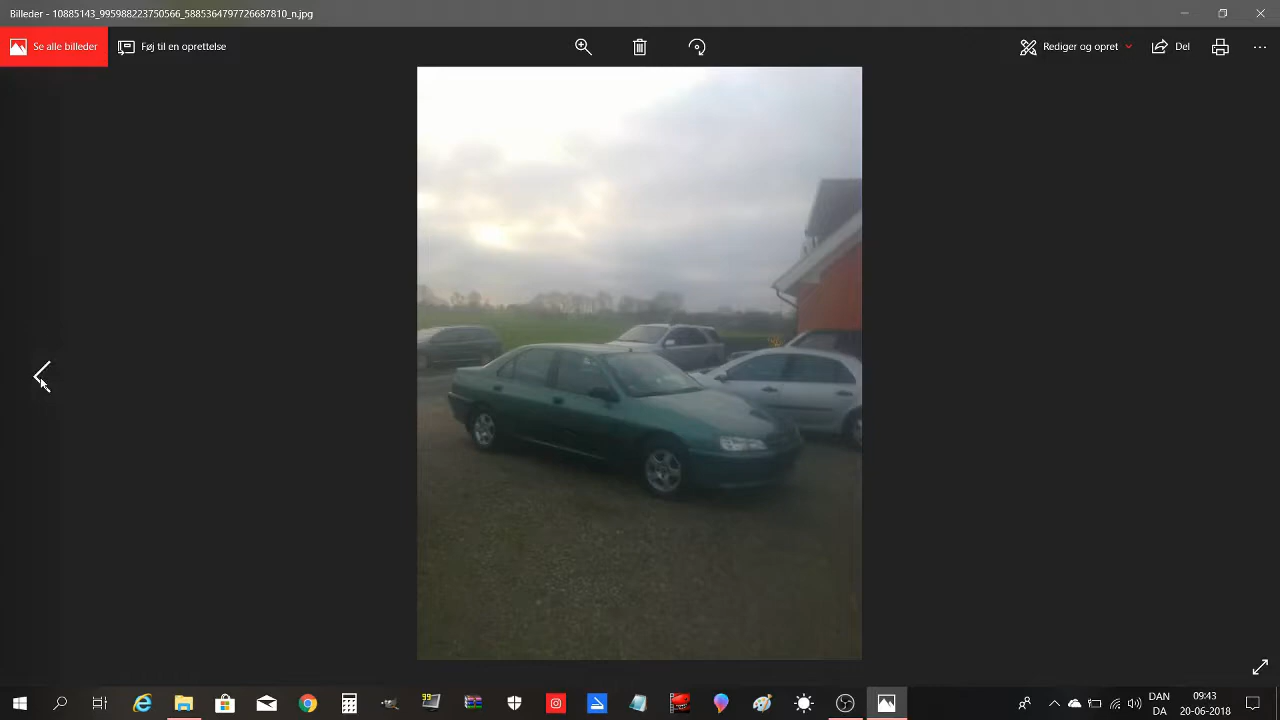 Billeder - 10885143_995988223750566_5885364797726687810_n.jpg
Se alle billeder
Føj til en oprettelse
Rediger og opret
Del
99
DAN
DA
09:43
20-06-2018